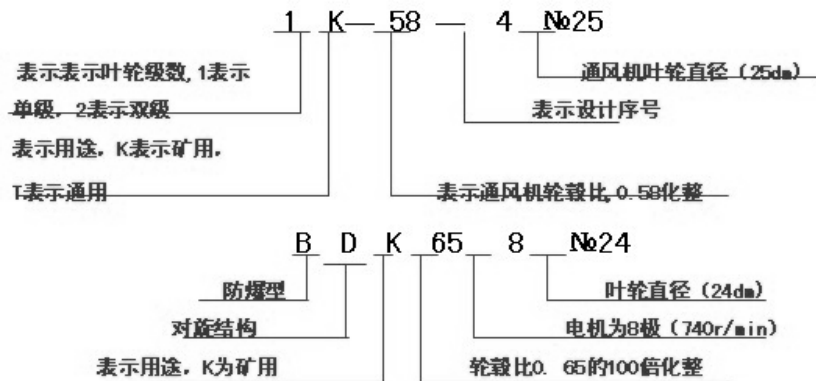 1 K— 58 — 4 №25
表示表示叶轮级数,1表示
通风机叶轮直径（25dm）
单级，2表示双级
表示设计序号
表示用途，K表示矿用，
T表示通用
表示通风机轮毂比,0.58化整
B D K 65 8 №24
防爆型
叶轮直径（24dm）
对旋结构
电机为8极（740r/min）
表示用途，K为矿用
轮毂比0. 65的100倍化整